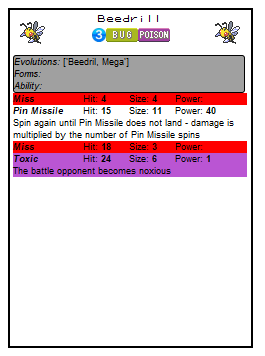 Beedrill
3 BUG POISON
Evolutions: ['Beedril, Mega']
Forms:
Ability:
Miss Hit: 4 Size: 4 Power:
Pin Missile Hit: 15 Size: 11 Power: 40
Spin again until Pin Missile does not land - damage is
multiplied by the number of Pin Missile spins
Miss Hit: 18 Size: 3 Power:
Toxic Hit: 24 Size: 6 Power: 1
The battle opponent becomes noxious